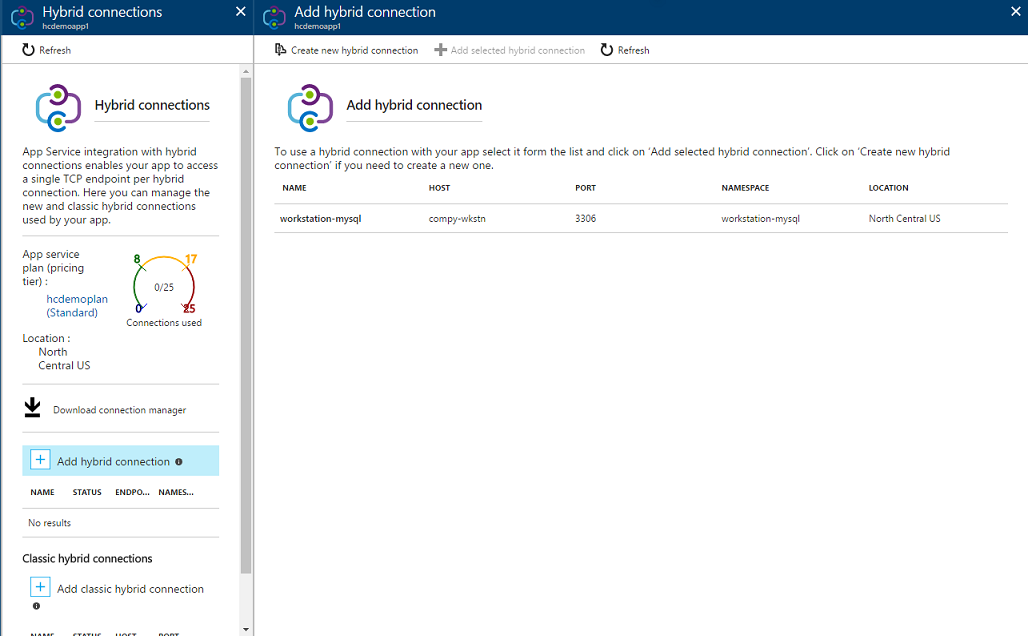 Hybrid connections
hcdemoapp1
Refresh
Hybrid connections
App Service integration with hybrid
connections enables your app to access
a single TCP endpoint per hybrid
connection. Here you can manage the
new and classic hybrid connections
used by your app.
App service
plan (pricing
tier) :
hcdemoplan
(Standard)
8 17
0/25
0 25
Connections used
Location :
North
Central US
Download connection manager
Add hybrid connection
NAME STATUS ENDPO... NAMES...
No results
Classic hybrid connections
Add classic hybrid connection
NAME STATUS HOST PORT
Add hybrid connection
hcdemoapp1
Create new hybrid connection Add selected hybrid connection Refresh
Add hybrid connection
To use a hybrid connection with your app select it form the list and click on 'Add selected hybrid connection'. Click on 'Create new hybrid
connection' if you need to create a new one.
NAME HOST PORT NAMESPACE LOCATION
workstation-mysql compy-wkstn 3306 workstation-mysql North Central US